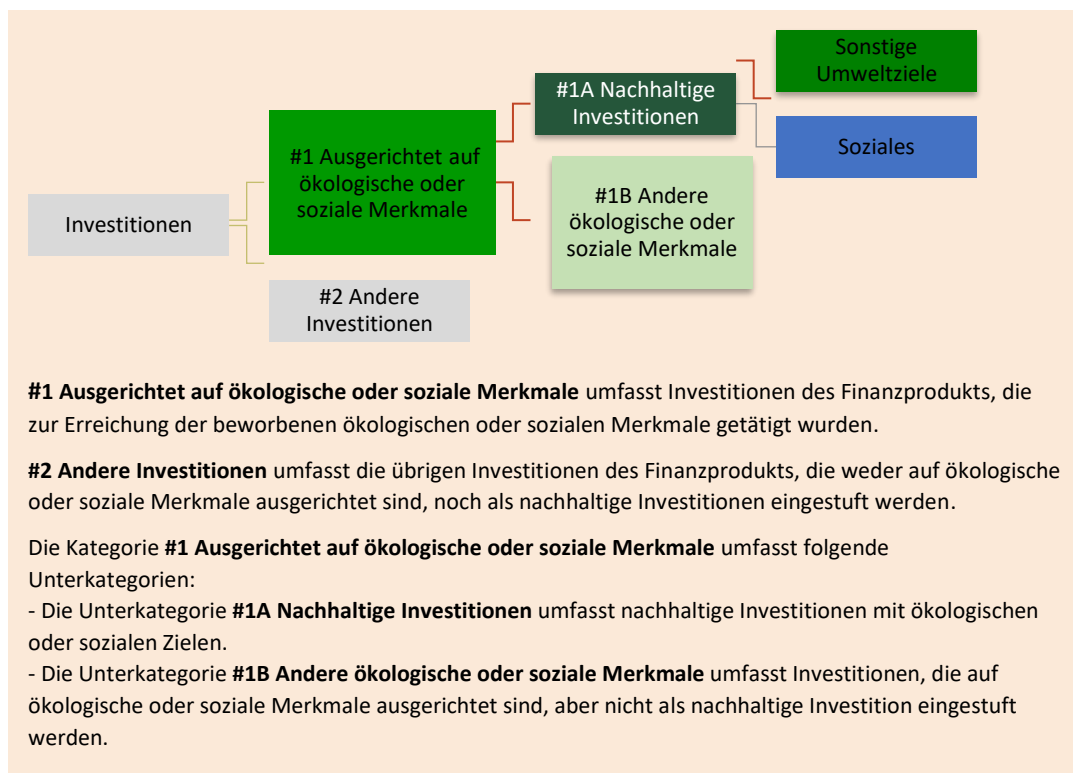 Sonstige
Umweltziele
#1A Nachhaltige
Investitionen
Soziales
#1 Ausgerichtet auf
ökologische oder
soziale Merkmale
#1B Andere
ökologische oder
soziale Merkmale
Investitionen
#2 Andere
Investitionen
#1 Ausgerichtet auf ökologische oder soziale Merkmale umfasst Investitionen des Finanzprodukts, die
zur Erreichung der beworbenen ökologischen oder sozialen Merkmale getätigt wurden.
#2 Andere Investitionen umfasst die übrigen Investitionen des Finanzprodukts, die weder auf ökologische
oder soziale Merkmale ausgerichtet sind, noch als nachhaltige Investitionen eingestuft werden.
Die Kategorie #1 Ausgerichtet auf ökologische oder soziale Merkmale umfasst folgende
Unterkategorien:
- Die Unterkategorie #1A Nachhaltige Investitionen umfasst nachhaltige Investitionen mit ökologischen
oder sozialen Zielen.
- Die Unterkategorie #1B Andere ökologische oder soziale Merkmale umfasst Investitionen, die auf
ökologische oder soziale Merkmale ausgerichtet sind, aber nicht als nachhaltige Investition eingestuft
werden.